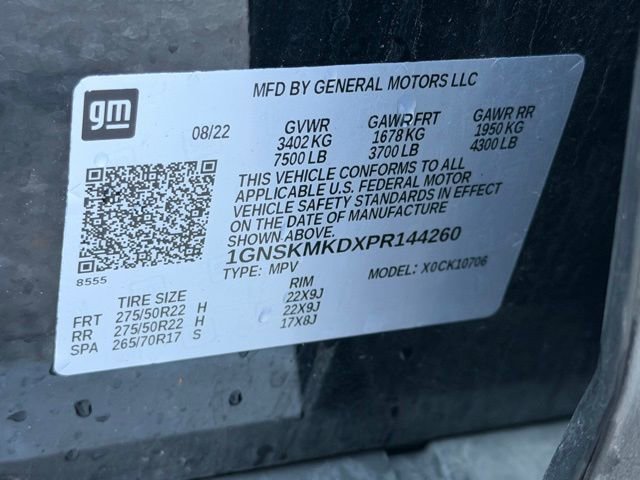 MFD BY GENERAL MOTORS LLC
gm
08/22
GVWR GAWR FRT GAWR RR
3402 KG 1678 KG 1950 KG
7500 LB 3700 LB 4300 LB
THIS VEHICLE CONFORMS TO ALL
APPLICABLE U.S. FEDERAL MOTOR
VEHICLE SAFETY STANDARDS IN EFFECT
ON THE DATE OF MANUFACTURE
SHOWN ABOVE.
1GNSKMKDXPR144260
8555
TYPE: MPV MODEL: X0CK10706
TIRE SIZE RIM
FRT 275/50R22 H 22X9J
RR 275/50R22 H 22X9J
SPA 265/70R17 S 17X8J